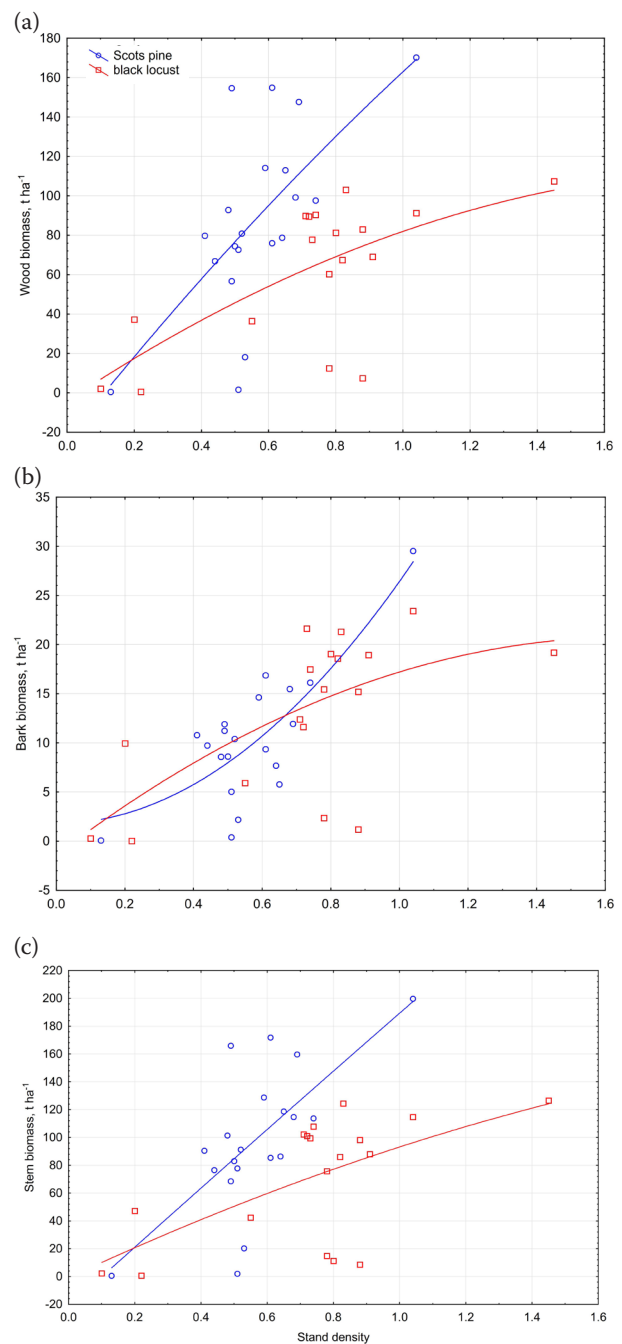 (a)
Scots pine
black locust
Wood biomass, t ha-1
180
160
140
120
100
80
60
40
20
0
-20
0.0 0.2 0.4 0.6 0.8 1.0 1.2 1.4 1.6
(b)
Bark biomass, t ha-1
35
30
25
20
15
10
5
0
-5
0.0 0.2 0.4 0.6 0.8 1.0 1.2 1.4 1.6
(c)
Stem biomass, t ha-1
220
200
180
160
140
120
100
80
60
40
20
0
-20
0.0 0.2 0.4 0.6 0.8 1.0 1.2 1.4 1.6
Stand density